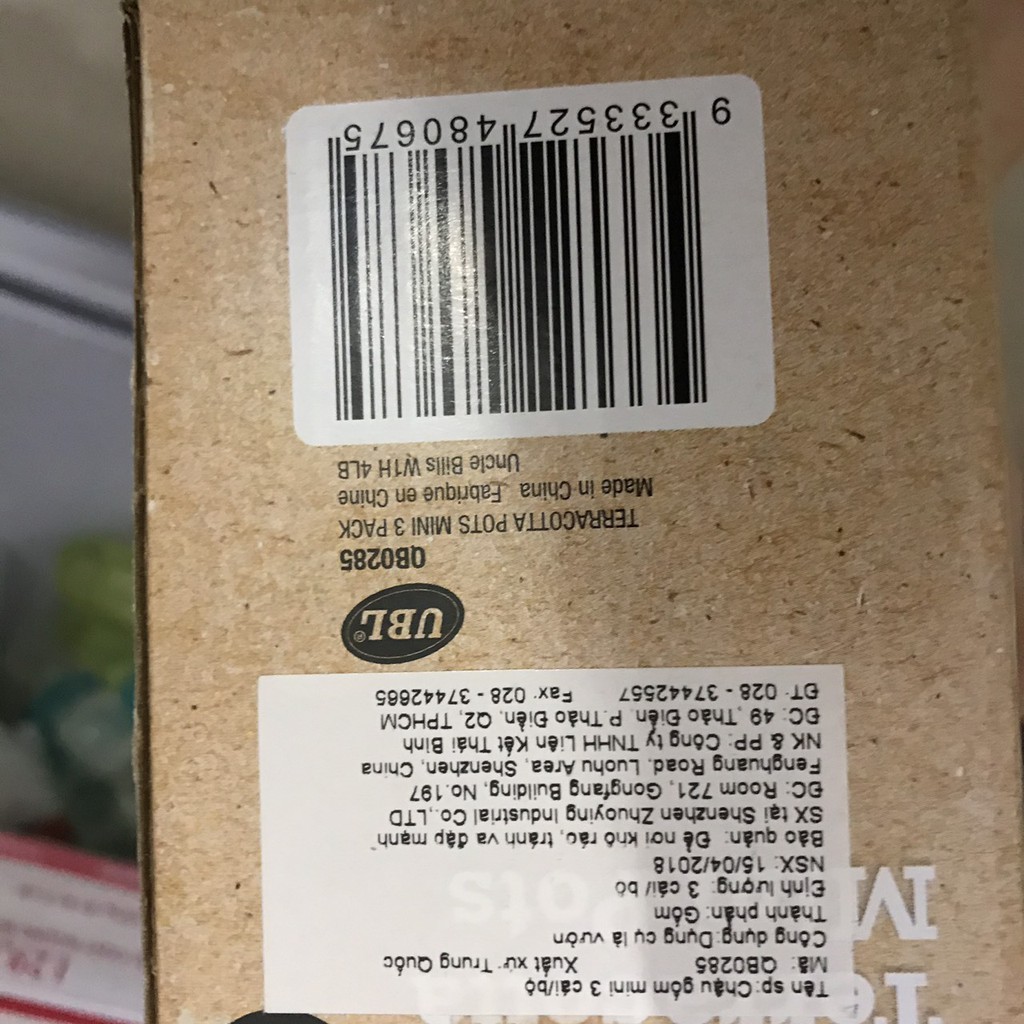 Terracotta
Pots
Tên sp:Chậu gốm mini 3 cái/bộ
Mã: QB0285 Xuất xứ: Trung Quốc
Công dụng:Dụng cụ là vườn
Thành phần: Gốm
Định lượng: 3 cái/ bộ
NSX: 15/04/2018
Bảo quản: Để nơi khô ráo, tránh va đập mạnh
SX tại Shenzhen Zhuoying Industrial Co.,LTD
ĐC: Room 721, Gongfang Building, No.197
Fenghuang Road, Luohu Area, Shenzhen, China
NK & PP: Công ty TNHH Liên Kết Thái Bình
ĐC: 49, Thảo Điền, P.Thảo Điền, Q2, TPHCM
ĐT: 028 - 37442557 Fax: 028 - 37442665
UBL®
QB0285
TERRACOTTA POTS MINI 3 PACK
Made in China Fabrique en Chine
Uncle Bills W1H 4LB
9 333527 480675